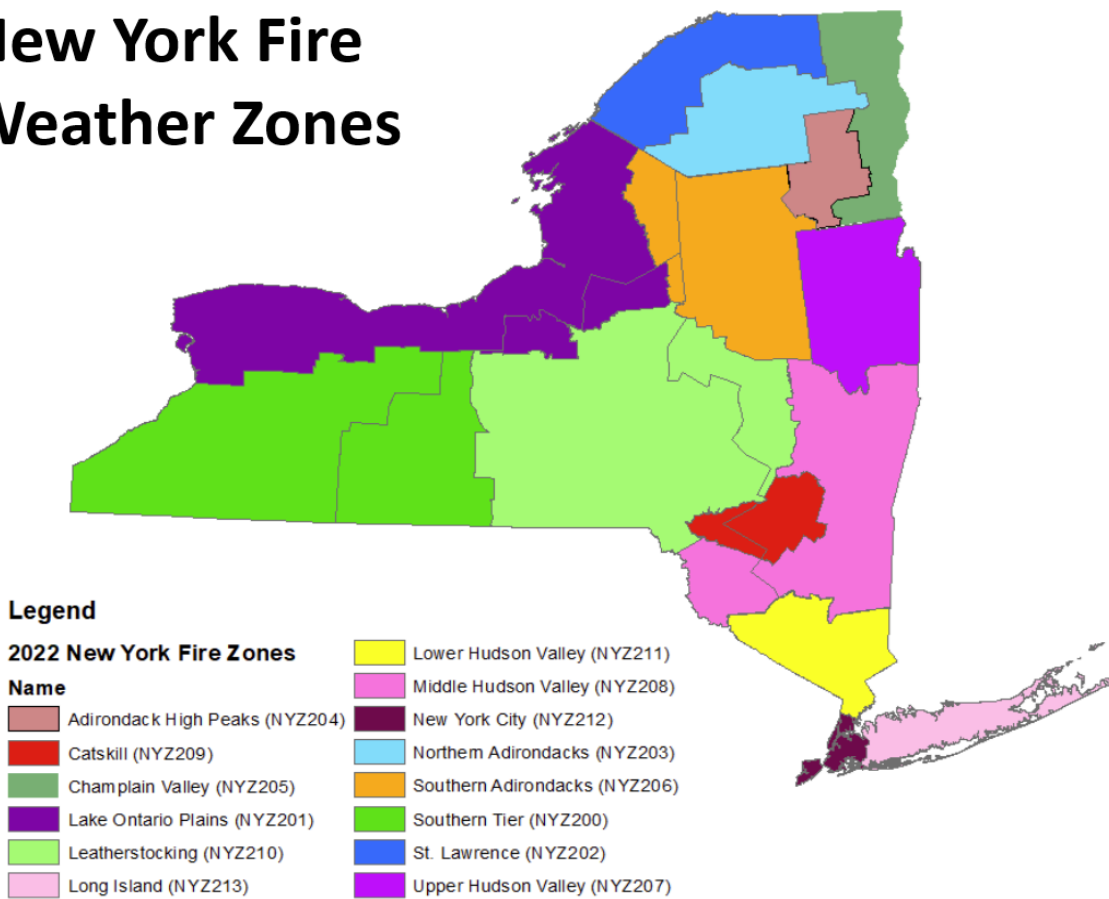 New York Fire
Weather Zones
Legend
2022 New York Fire Zones
Name
Adirondack High Peaks (NYZ204)
Catskill (NYZ209)
Champlain Valley (NYZ205)
Lake Ontario Plains (NYZ201)
Leatherstocking (NYZ210)
Long Island (NYZ213)
Lower Hudson Valley (NYZ211)
Middle Hudson Valley (NYZ208)
New York City (NYZ212)
Northern Adirondacks (NYZ203)
Southern Adirondacks (NYZ206)
Southern Tier (NYZ200)
St. Lawrence (NYZ202)
Upper Hudson Valley (NYZ207)